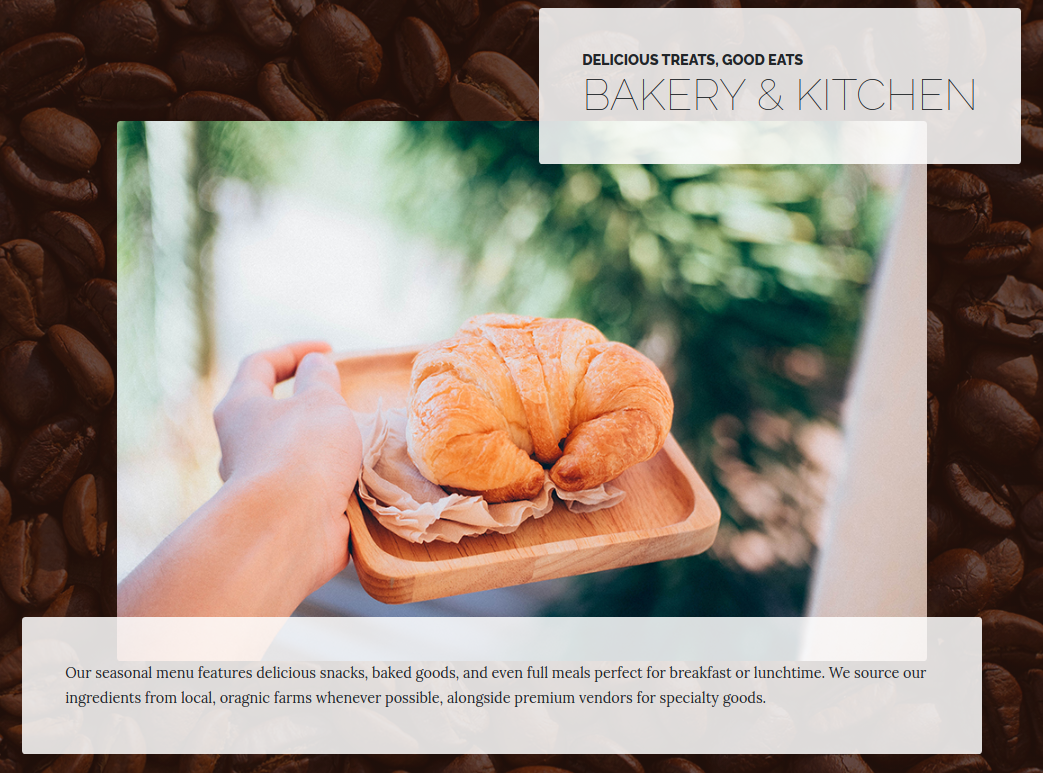 DELICIOUS TREATS, GOOD EATS
BAKERY & KITCHEN
Our seasonal menu features delicious snacks, baked goods, and even full meals perfect for breakfast or lunchtime. We source our
ingredients from local, oragnic farms whenever possible, alongside premium vendors for specialty goods.